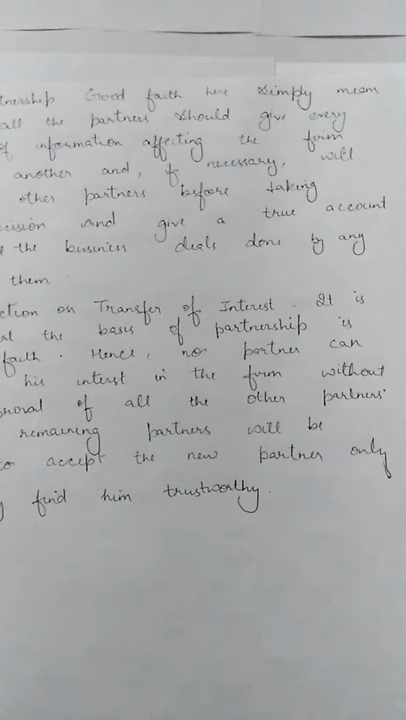 nership Good faith here simply mean
all the partners should give every
of information affecting the firm
another and, if necessary, will
other partners before taking
cision and give a true account
the business deals done by any
them.
ction on Transfer of Interest. It is
at the basis of partnership is
faith. Hence, no partner can
his interst in the firm without
proval of all the other partners.
remaining partners will be
to accept the new partner only
y find him trustworthy.